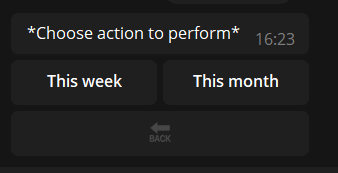 *Choose action to perform*
16:23
This week
This month
BACK